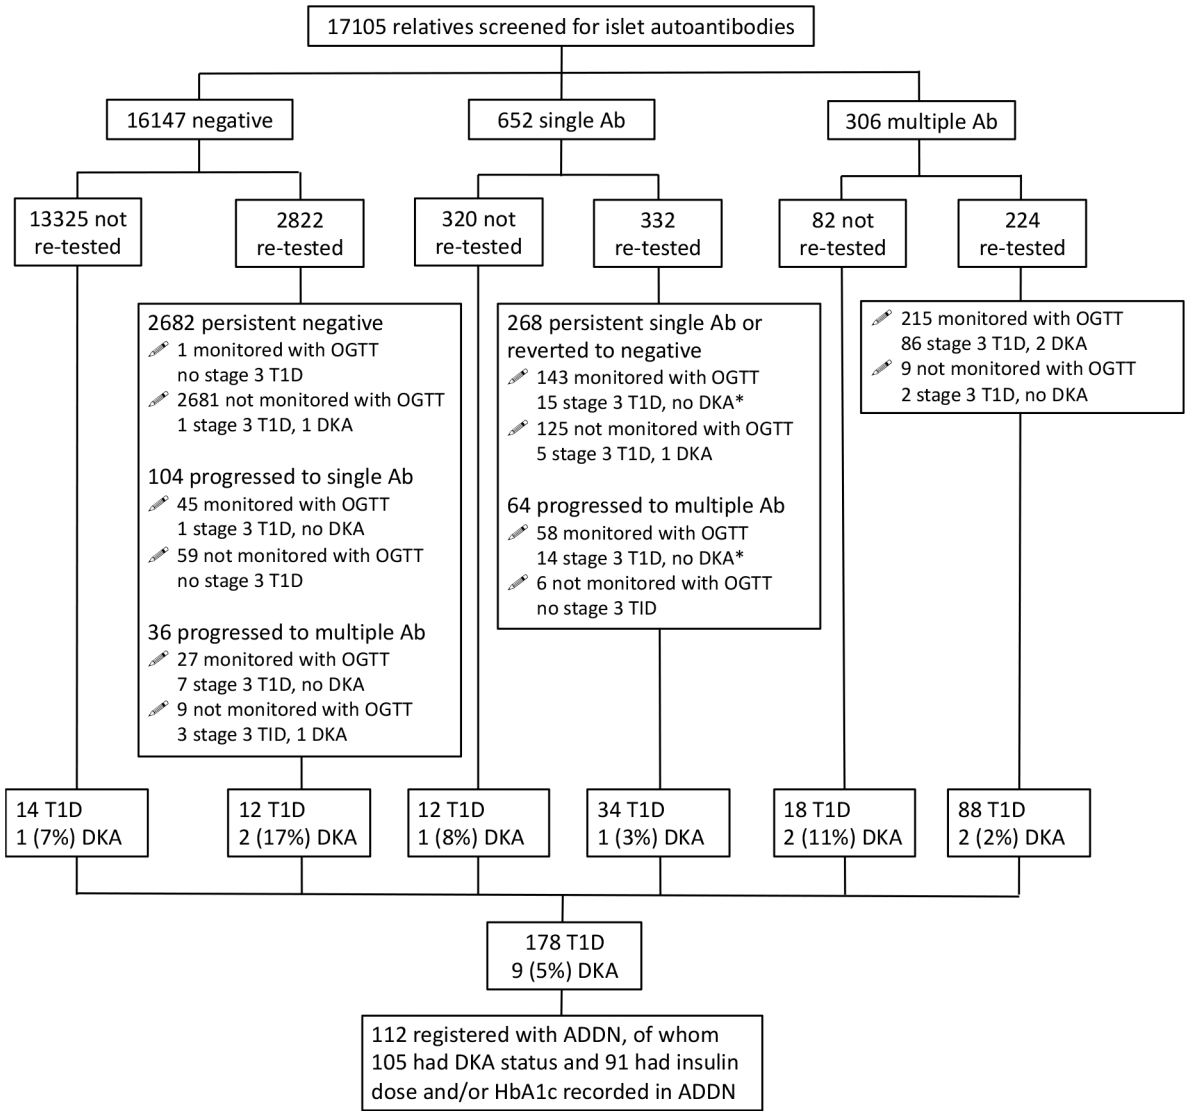 17105 relatives screened for islet autoantibodies
16147 negative
652 single Ab
306 multiple Ab
13325 not
re-tested
2822
re-tested
320 not
re-tested
332
re-tested
82 not
re-tested
224
re-tested
2682 persistent negative
1 monitored with OGTT
no stage 3 T1D
2681 not monitored with OGTT
1 stage 3 T1D, 1 DKA
104 progressed to single Ab
45 monitored with OGTT
1 stage 3 T1D, no DKA
59 not monitored with OGTT
no stage 3 T1D
36 progressed to multiple Ab
27 monitored with OGTT
7 stage 3 T1D, no DKA
9 not monitored with OGTT
3 stage 3 TID, 1 DKA
268 persistent single Ab or
reverted to negative
143 monitored with OGTT
15 stage 3 T1D, no DKA*
125 not monitored with OGTT
5 stage 3 T1D, 1 DKA
64 progressed to multiple Ab
58 monitored with OGTT
14 stage 3 T1D, no DKA*
6 not monitored with OGTT
no stage 3 TID
215 monitored with OGTT
86 stage 3 T1D, 2 DKA
9 not monitored with OGTT
2 stage 3 T1D, no DKA
14 T1D
1 (7%) DKA
12 T1D
2 (17%) DKA
12 T1D
1 (8%) DKA
34 T1D
1 (3%) DKA
18 T1D
2 (11%) DKA
88 T1D
2 (2%) DKA
178 T1D
9 (5%) DKA
112 registered with ADDN, of whom
105 had DKA status and 91 had insulin
dose and/or HbA1c recorded in ADDN